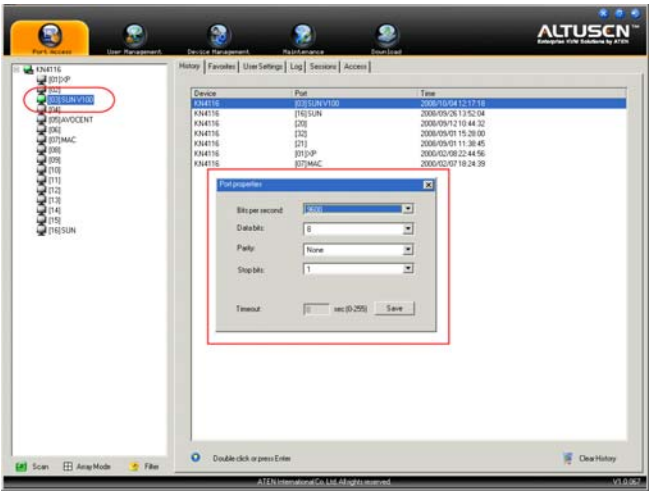 ALTUSEN™
Enterprise KVM Solutions by ATEN
Port Access
User Management
Device Management
Maintenance
Download
KN4116
[01]XP
[02]
[03]SUN V100
[04]
[05]AVOCENT
[06]
[07]MAC
[08]
[09]
[10]
[11]
[12]
[13]
[14]
[15]
[16]SUN
History Favorites User Settings Log Sessions Access
Device Port Time
KN4116 [03]SUN V100 2008/10/04 12:17:18
KN4116 [16]SUN 2008/09/26 13:52:04
KN4116 [20] 2008/09/12 10:44:32
KN4116 [32] 2008/09/01 15:28:00
KN4116 [21] 2008/09/01 11:38:45
KN4116 [01]XP 2000/02/08 22:44:56
KN4116 [07]MAC 2000/02/07 18:24:39
Port properties
Bits per second: 9600
Data bits: 8
Parity: None
Stop bits: 1
Timeout: 0 sec (0-255) Save
Scan Array Mode Filter
Double-click or press Enter
Clear History
ATEN International Co. Ltd. All rights reserved.
V1.0.067